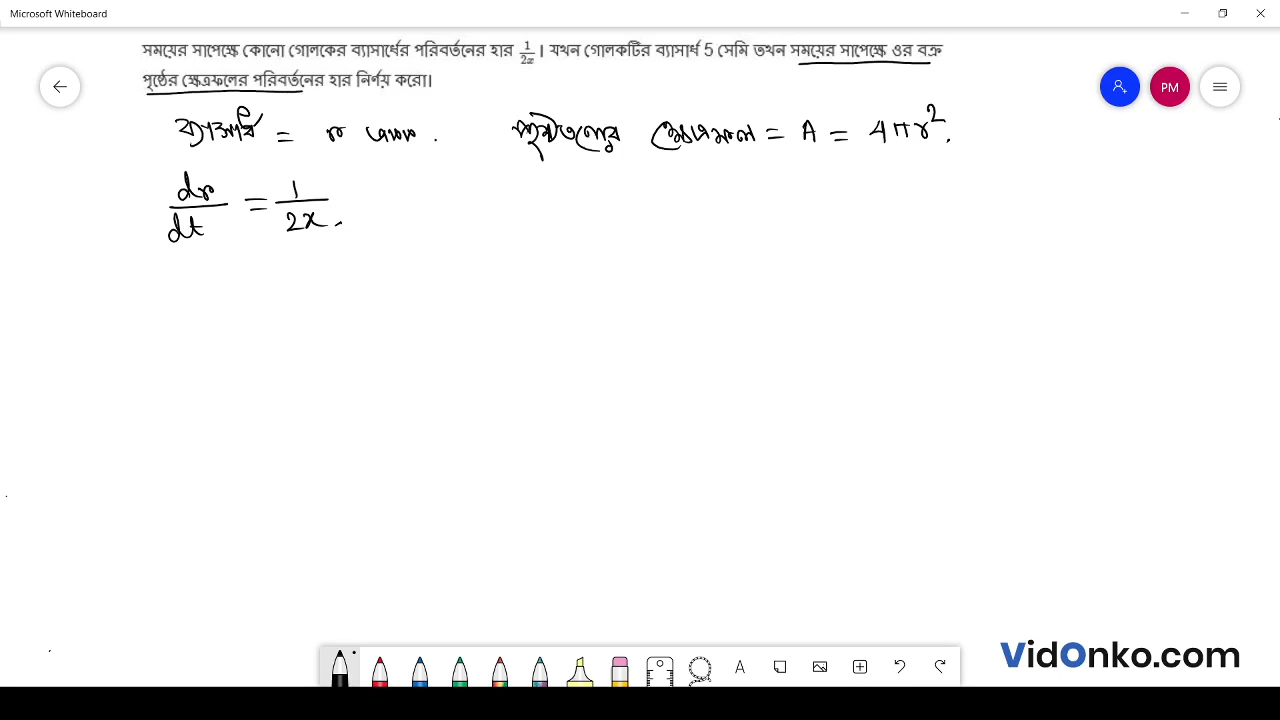 Microsoft Whiteboard
সময়ের সাপেক্ষে কোনো গোলকের ব্যাসার্ধের পরিবর্তনের হার 1/2x। যখন গোলকটির ব্যাসার্ধ 5 সেমি তখন সময়ের সাপেক্ষে ওর বক্র
পৃষ্ঠের ক্ষেত্রফলের পরিবর্তনের হার নির্ণয় করো।
PM
ব্যাসার্ধ = r একক . পৃষ্ঠতলের ক্ষেত্রফল = A = 4πr².
dr/dt = 1/2x.
VidOnko.com
A